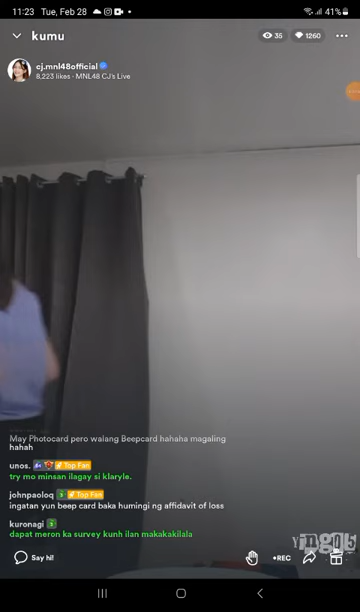 11:23 Tue, Feb 28 41%
kumu 35 1260
cj.mnl48official
8,223 likes • MNL48 CJ's Live
May Photocard pero walang Beepcard hahaha magaling
hahah
unos. Top Fan
try mo minsan ilagay si klaryle.
johnpaoloq 3 Top Fan
ingatan yun beep card baka humingi ng affidavit of loss
kuronagi 3
dapat meron ka survey kunh ilan makakakilala
Say hi! •REC